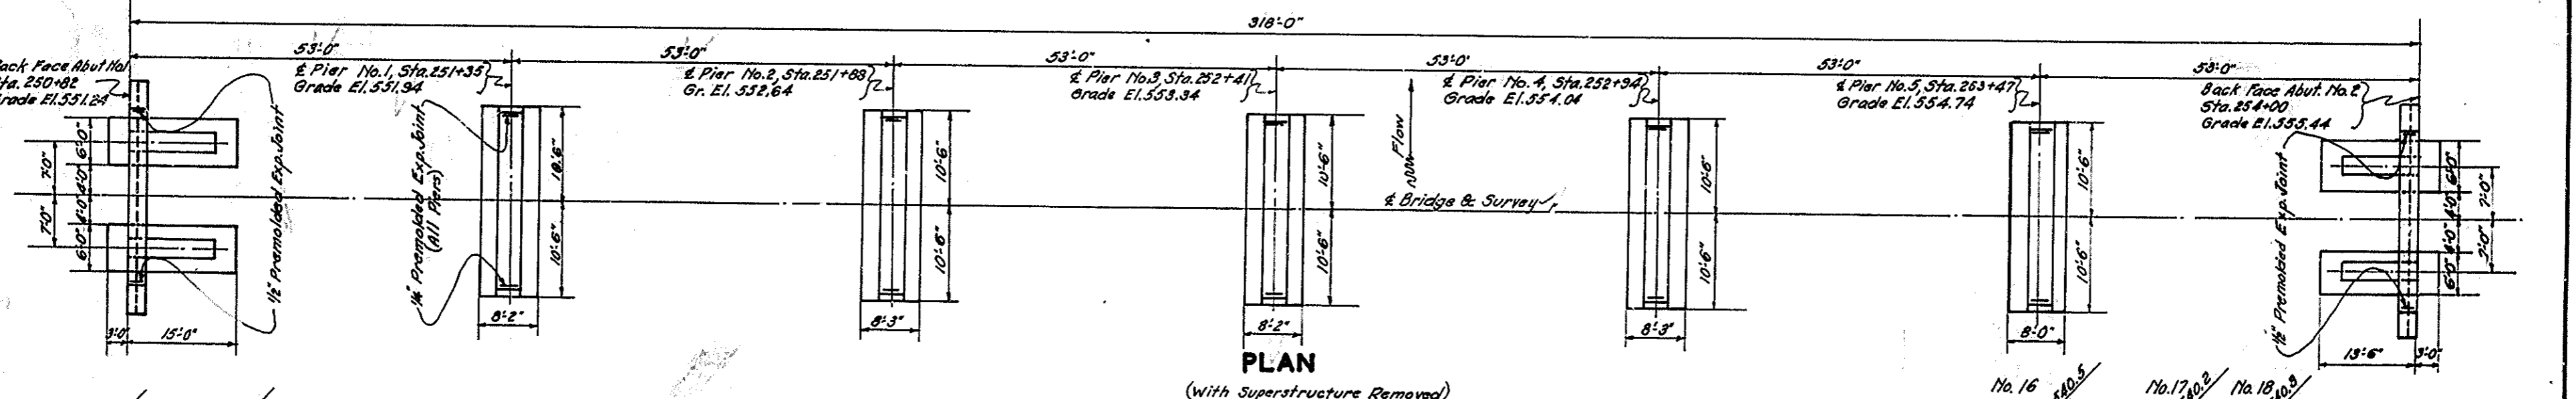 318'-0"
53'-0" 53'-0" 53'-0" 53'-0" 53'-0" 53'-0"
Back Face Abut. No.1
Sta. 250+82
Grade El. 551.24
℄ Pier No.1, Sta. 251+35
Grade El. 551.94
℄ Pier No.2, Sta. 251+88
Gr. El. 552.64
℄ Pier No.3, Sta. 252+41
Grade El. 553.34
℄ Pier No. 4, Sta. 252+94
Grade El. 554.04
℄ Pier No. 5, Sta. 253+47
Grade El. 554.74
Back Face Abut. No. 2
Sta. 254+00
Grade El. 555.44
7'-0" 7'-0"
6'-0" 4'-0" 4'-0" 6'-0"
½" Premolded Exp. Joint
¼" Premolded Exp. Joint
(All Piers)
10'-6" 10'-6"
10'-6" 10'-6"
10'-6" 10'-6"
Flow
℄ Bridge & Survey
10'-6" 10'-6"
10'-6" 10'-6"
½" Premolded Exp. Joint
6'-0" 4'-0" 4'-0" 6'-0"
7'-0" 7'-0"
3'-0" 15'-0"
8'-2" 8'-3" 8'-2" 8'-3" 8'-0"
13'-6" 3'-0"
PLAN
(With Superstructure Removed)
No. 16 540.5
No. 17 540.2
No. 18